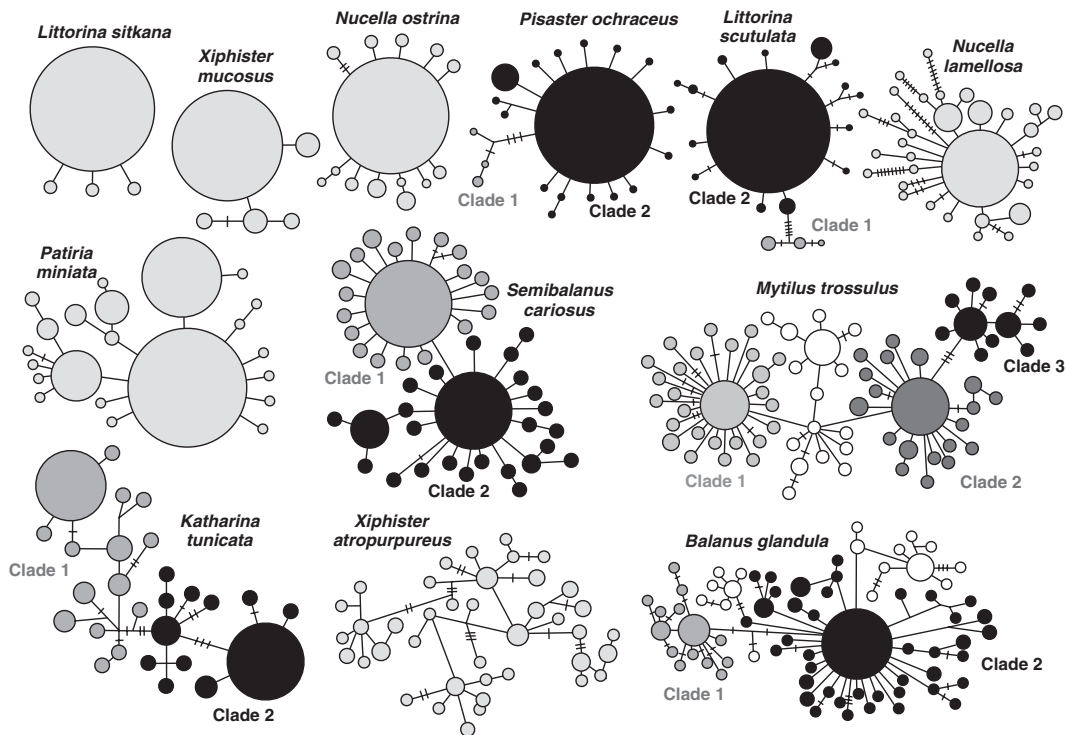 Littorina sitkana
Xiphister
mucosus
Nucella ostrina
Pisaster ochraceus
Littorina
scutulata
Nucella
lamellosa
Clade 1
Clade 2
Clade 2
Clade 1
Patiria
miniata
Semibalanus
cariosus
Clade 1
Clade 2
Mytilus trossulus
Clade 3
Clade 1
Clade 2
Katharina
tunicata
Clade 1
Clade 2
Xiphister
atropurpureus
Balanus glandula
Clade 1
Clade 2